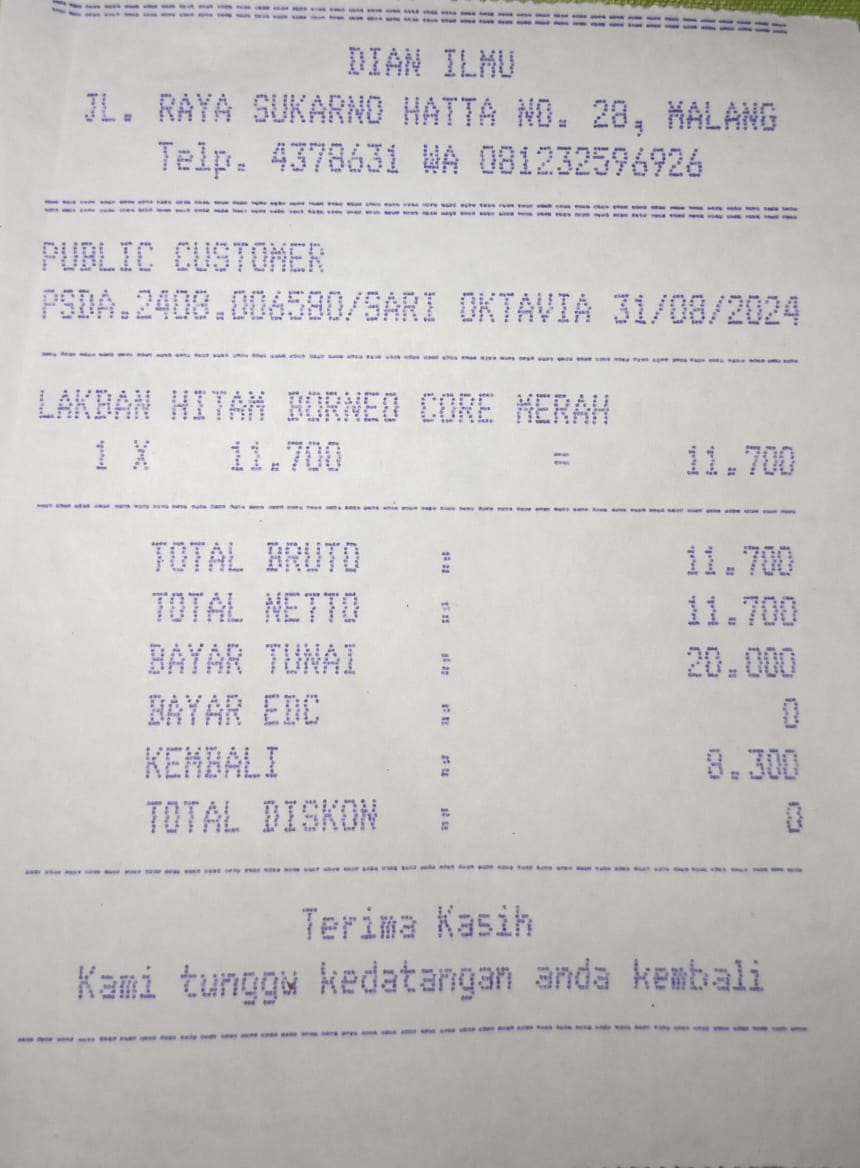 DIAN ILMU
JL. RAYA SUKARNO HATTA NO. 28, MALANG
Telp. 4378631 WA 081232596926
PUBLIC CUSTOMER
PSDA.2408.006580/SARI OKTAVIA 31/08/2024
LAKBAN HITAM BORNEO CORE MERAH
1 X 11.700 = 11.700
TOTAL BRUTO : 11.700
TOTAL NETTO : 11.700
BAYAR TUNAI : 20.000
BAYAR EDC : 0
KEMBALI : 8.300
TOTAL DISKON : 0
Terima Kasih
Kami tunggu kedatangan anda kembali